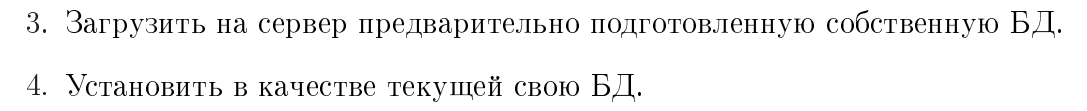 3. Загрузить на сервер предварительно подготовленную собственную БД.
4. Установить в качестве текущей свою БД.